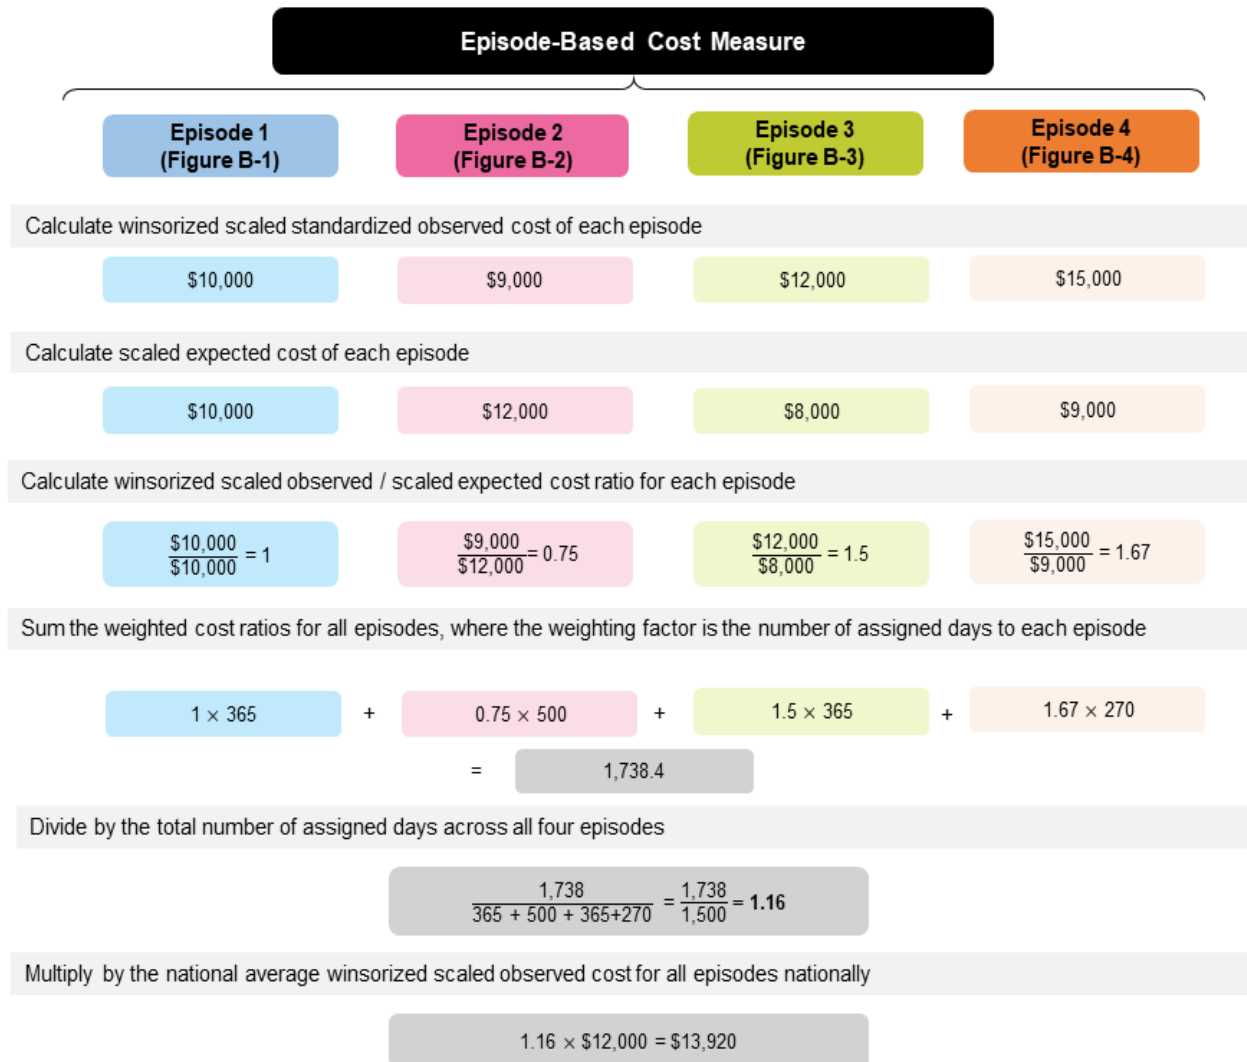 Episode-Based Cost Measure
Episode 1
(Figure B-1)
Episode 2
(Figure B-2)
Episode 3
(Figure B-3)
Episode 4
(Figure B-4)
Calculate winsorized scaled standardized observed cost of each episode
$10,000
$9,000
$12,000
$15,000
Calculate scaled expected cost of each episode
$10,000
$12,000
$8,000
$9,000
Calculate winsorized scaled observed / scaled expected cost ratio for each episode
$10,000
$10,000 = 1
$9,000
$12,000 = 0.75
$12,000
$8,000 = 1.5
$15,000
$9,000 = 1.67
Sum the weighted cost ratios for all episodes, where the weighting factor is the number of assigned days to each episode
1 × 365 + 0.75 × 500 + 1.5 × 365 + 1.67 × 270
= 1,738.4
Divide by the total number of assigned days across all four episodes
1,738
365 + 500 + 365+270 = 1,738
1,500 = 1.16
Multiply by the national average winsorized scaled observed cost for all episodes nationally
1.16 × $12,000 = $13,920